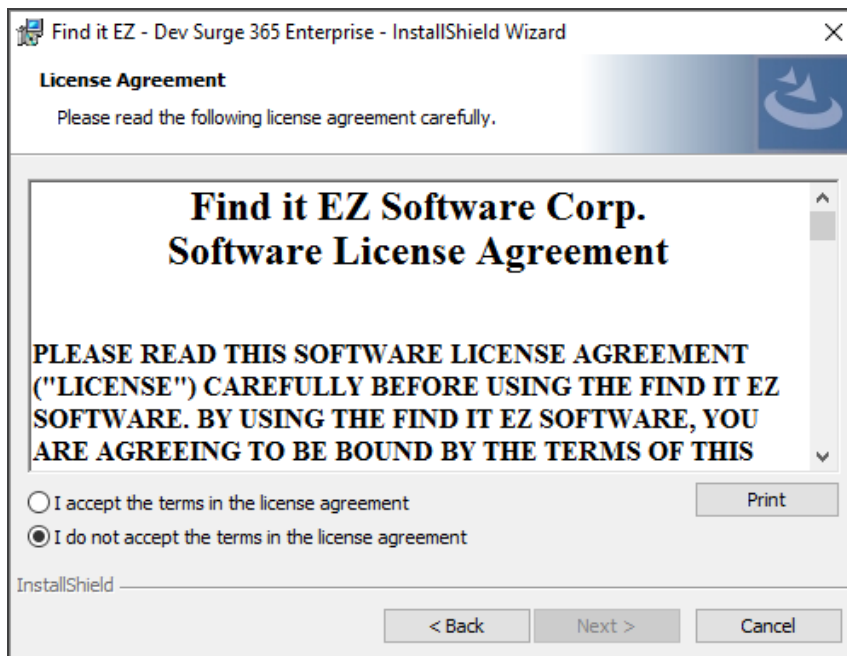 Find it EZ - Dev Surge 365 Enterprise - InstallShield Wizard
License Agreement
Please read the following license agreement carefully.
Find it EZ Software Corp.
Software License Agreement
PLEASE READ THIS SOFTWARE LICENSE AGREEMENT
("LICENSE") CAREFULLY BEFORE USING THE FIND IT EZ
SOFTWARE. BY USING THE FIND IT EZ SOFTWARE, YOU
ARE AGREEING TO BE BOUND BY THE TERMS OF THIS
I accept the terms in the license agreement
Print
I do not accept the terms in the license agreement
InstallShield
< Back
Next >
Cancel